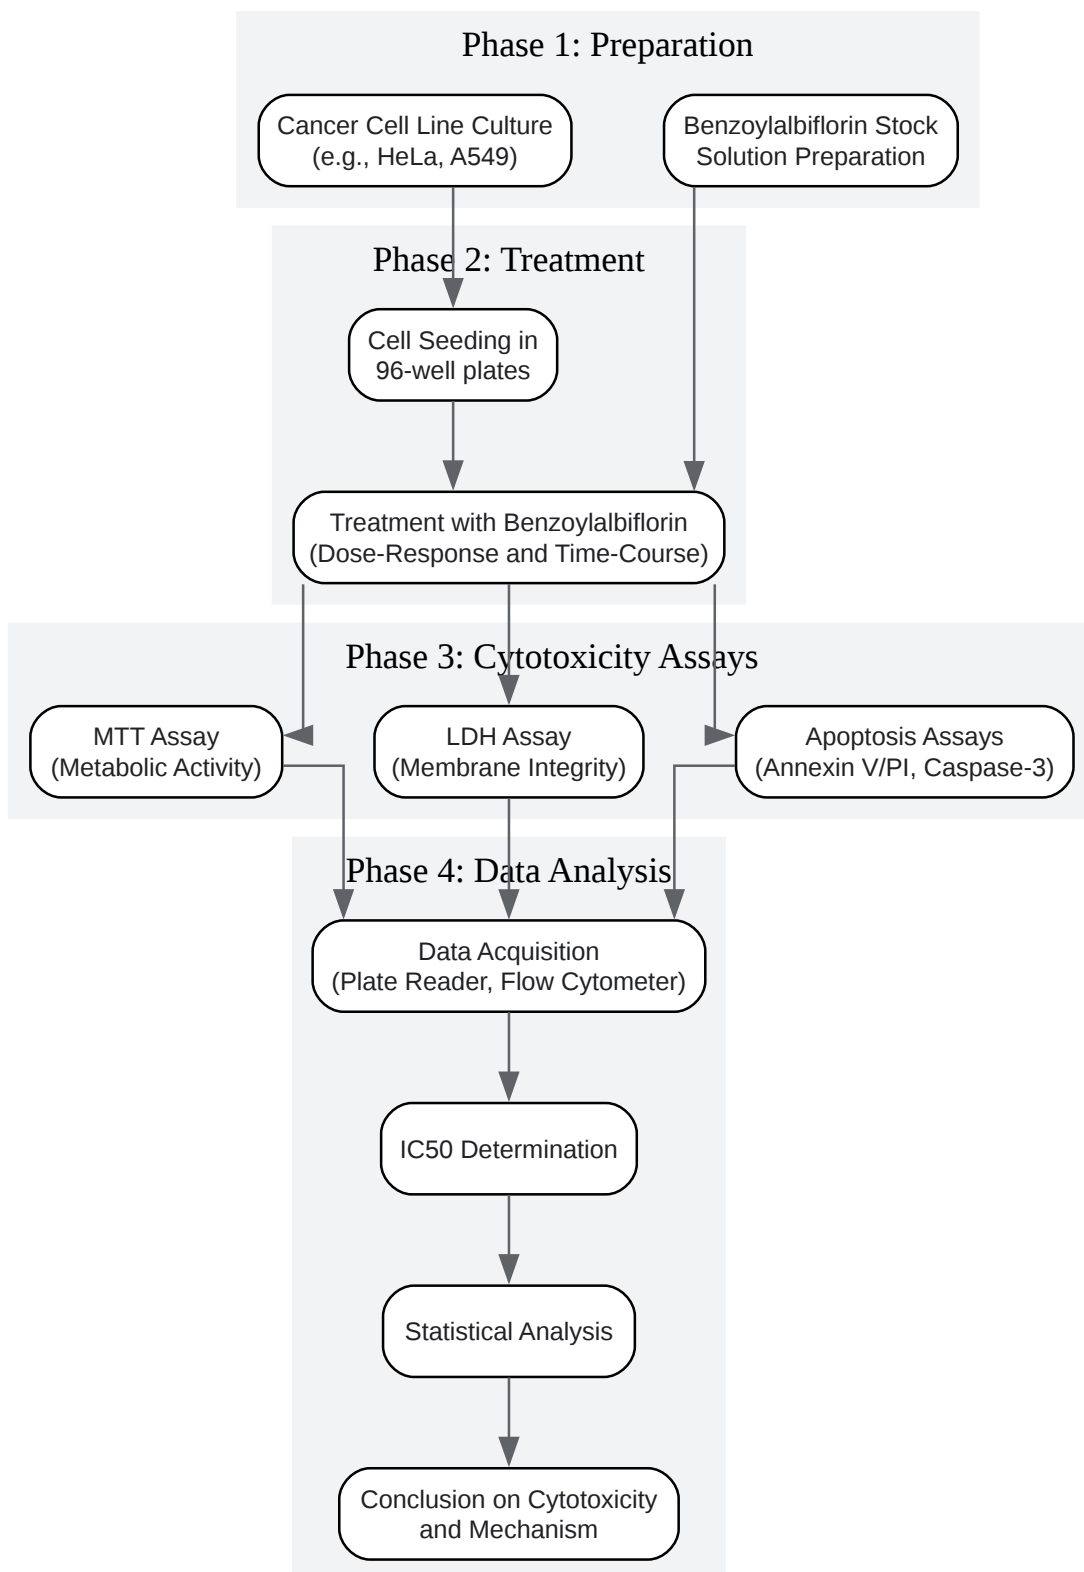 Phase 1: Preparation
Cancer Cell Line Culture
(e.g., HeLa, A549)
Benzoylalbiflorin Stock
Solution Preparation
Phase 2: Treatment
Cell Seeding in
96-well plates
Treatment with Benzoylalbiflorin
(Dose-Response and Time-Course)
Phase 3: Cytotoxicity Assays
MTT Assay
(Metabolic Activity)
LDH Assay
(Membrane Integrity)
Apoptosis Assays
(Annexin V/PI, Caspase-3)
Phase 4: Data Analysis
Data Acquisition
(Plate Reader, Flow Cytometer)
IC50 Determination
Statistical Analysis
Conclusion on Cytotoxicity
and Mechanism